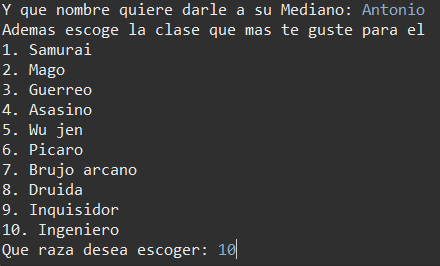 Y que nombre quiere darle a su Mediano: Antonio
Ademas escoge la clase que mas te guste para el
1. Samurai
2. Mago
3. Guerreo
4. Asasino
5. Wu jen
6. Picaro
7. Brujo arcano
8. Druida
9. Inquisidor
10. Ingeniero
Que raza desea escoger: 10